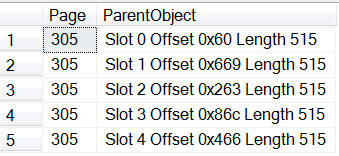 Page ParentObject
1 305 Slot 0 Offset 0x60 Length 515
2 305 Slot 1 Offset 0x669 Length 515
3 305 Slot 2 Offset 0x263 Length 515
4 305 Slot 3 Offset 0x86c Length 515
5 305 Slot 4 Offset 0x466 Length 515